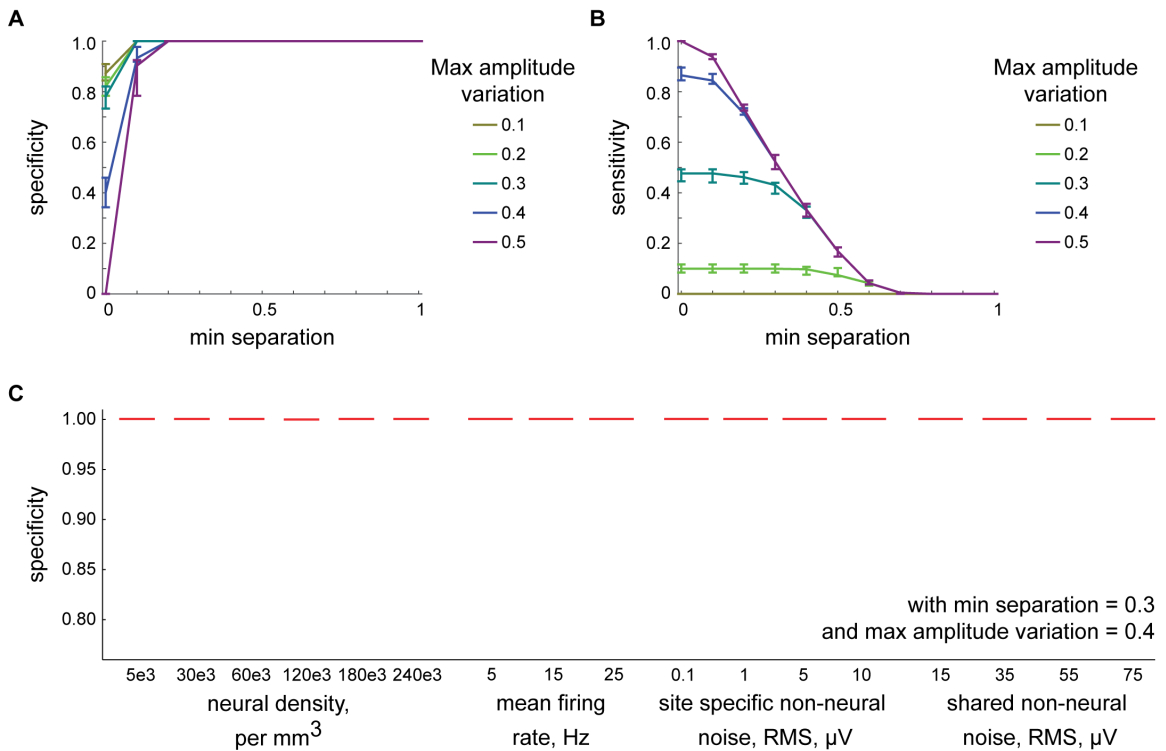 A
1.0
0.8
0.6
0.4
0.2
0
specificity
0
0.5
1
min separation
Max amplitude
variation
0.1
0.2
0.3
0.4
0.5
B
1.0
0.8
0.6
0.4
0.2
0
sensitivity
0
0.5
1
min separation
Max amplitude
variation
0.1
0.2
0.3
0.4
0.5
C
1.00
0.95
0.90
0.85
0.80
specificity
with min separation = 0.3
and max amplitude variation = 0.4
5e3 30e3 60e3 120e3 180e3 240e3
neural density,
per mm³
5 15 25
mean firing
rate, Hz
0.1 1 5 10
site specific non-neural
noise, RMS, µV
15 35 55 75
shared non-neural
noise, RMS, µV